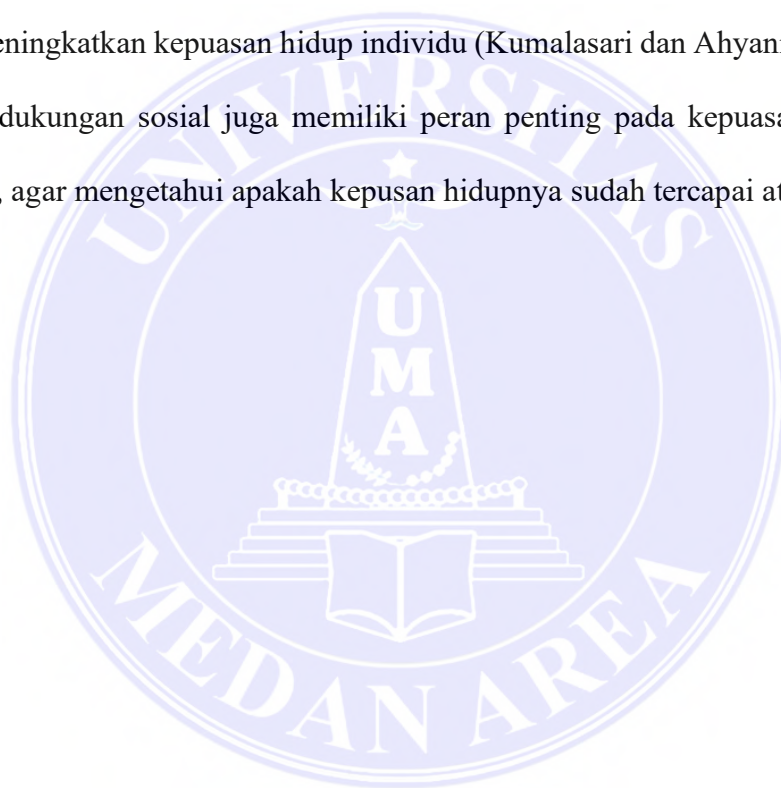 eningkatkan kepuasan hidup individu (Kumalasari dan Ahyani
dukungan sosial juga memiliki peran penting pada kepuasa
, agar mengetahui apakah kepusan hidupnya sudah tercapai at
UNIVERSITAS
U
M
A
MEDAN AREA